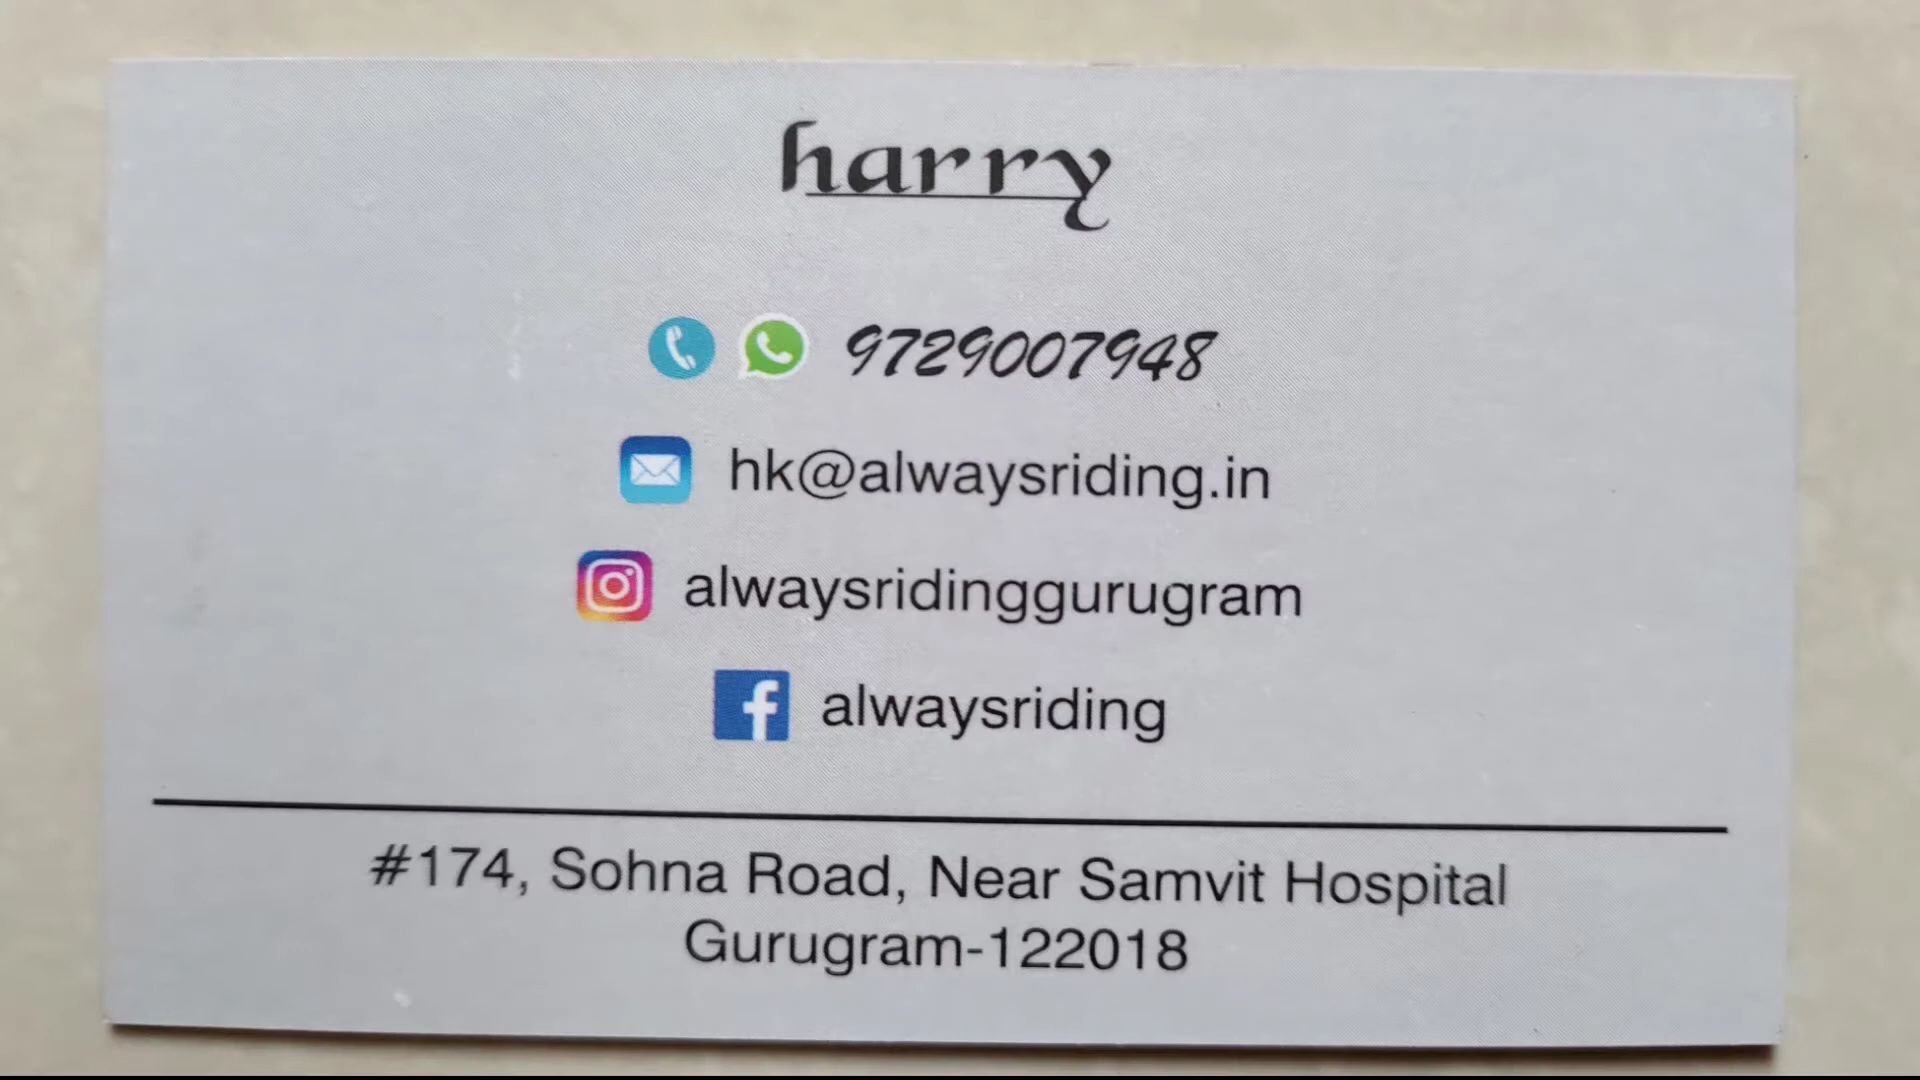 harry
9729007948
hk@alwaysriding.in
alwaysridinggurugram
alwaysriding
#174, Sohna Road, Near Samvit Hospital
Gurugram-122018